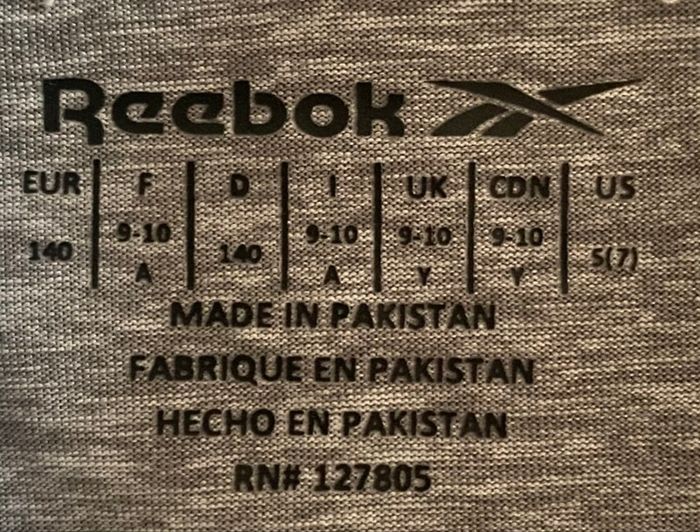 Reebok
EUR F D I UK CDN US
140 9-10 A 140 9-10 A 9-10 Y 9-10 Y S(7)
MADE IN PAKISTAN
FABRIQUE EN PAKISTAN
HECHO EN PAKISTAN
RN# 127805